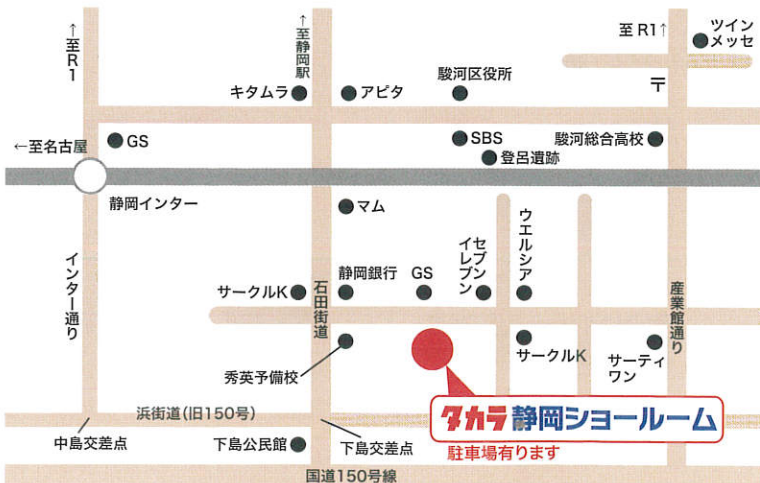 ↑至R1
↑至静岡駅
至 R1↑
ツイン
メッセ
キタムラ
アピタ
駿河区役所
〒
←至名古屋
GS
SBS
登呂遺跡
駿河総合高校
静岡インター
マム
インター通り
サークルK
石田街道
静岡銀行
GS
セブン
イレブン
ウエルシア
産業館通り
秀英予備校
サークルK
サーティ
ワン
浜街道(旧150号)
タカラ 静岡ショールーム
駐車場有ります
中島交差点
下島公民館
下島交差点
国道150号線